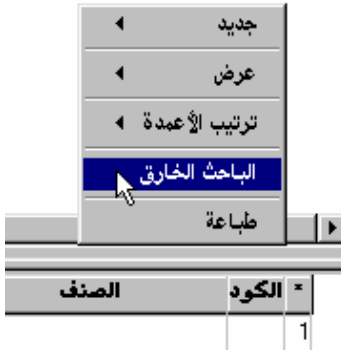 جديد
عرض
ترتيب الأعمدة
الباحث الخارق
طباعة
* الكود الصنف
1